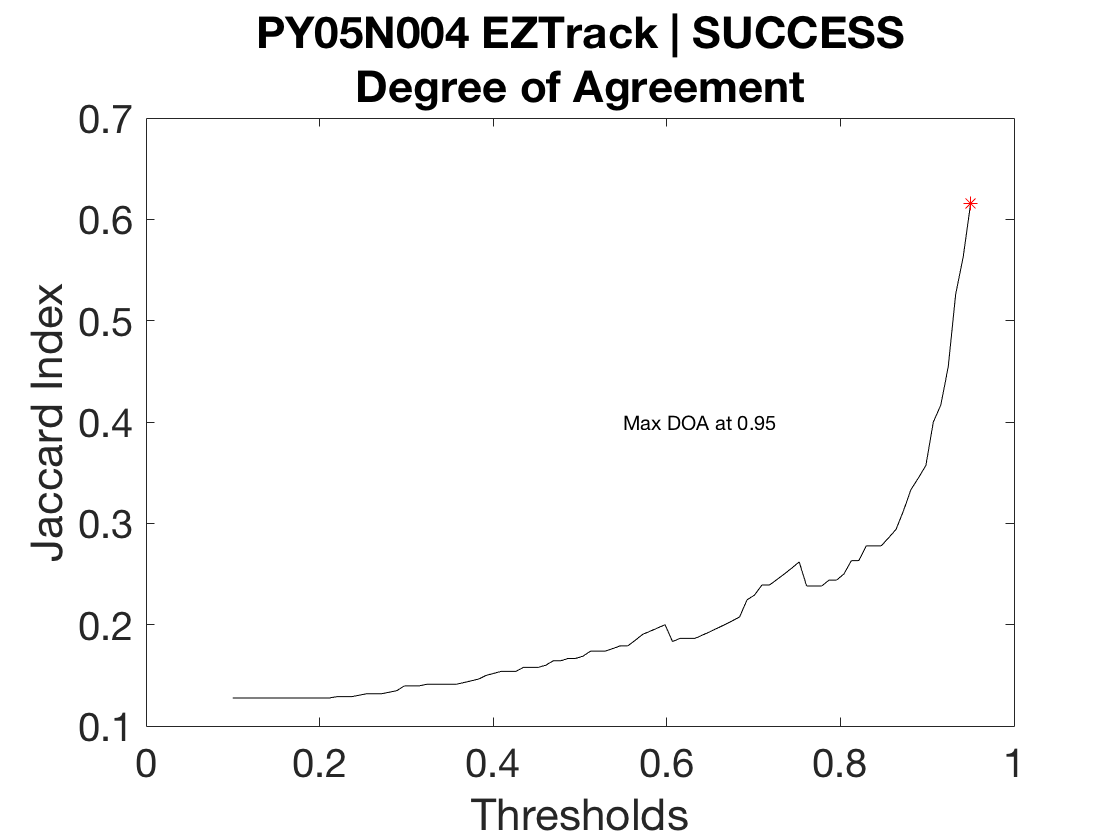 PY05N004 EZTrack | SUCCESS
Degree of Agreement
0.7
0.6
0.5
0.4
0.3
0.2
0.1
Jaccard Index
Max DOA at 0.95
0 0.2 0.4 0.6 0.8 1
Thresholds